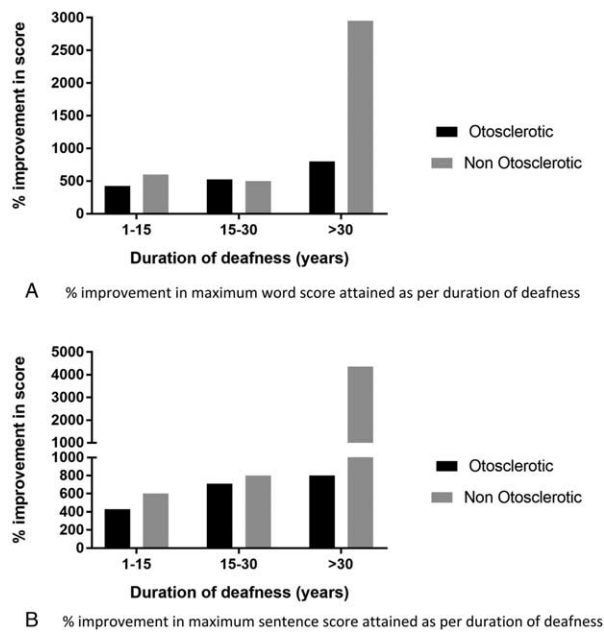 % improvement in score
3000
2500
2000
1500
1000
500
0
1-15 15-30 >30
Duration of deafness (years)
Otosclerotic
Non Otosclerotic
A % improvement in maximum word score attained as per duration of deafness
% improvement in score
5000
4000
3000
2000
1000
1000
800
600
400
200
0
1-15 15-30 >30
Duration of deafness (years)
Otosclerotic
Non Otosclerotic
B % improvement in maximum sentence score attained as per duration of deafness